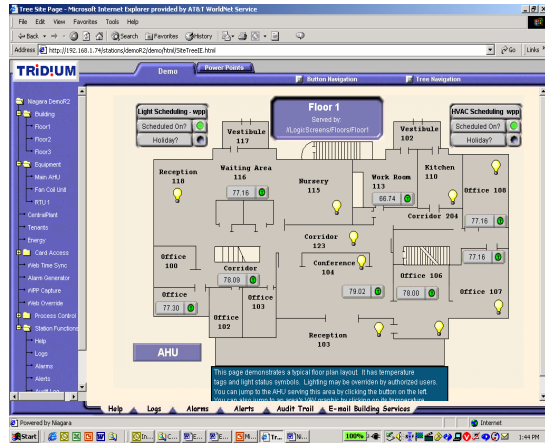 Tree Site Page - Microsoft Internet Explorer provided by AT&T WorldNet Service
File Edit View Favorites Tools Help
Back Search Favorites History
Address http://192.168.1.74/stations/demoR2/demo/html/SiteTreeIE.html Go Links
TRiDiUM
Demo
Power Points
Button Navigation
Tree Navigation
Niagara DemoR2
Building
Floor1
Floor2
Floor3
Equipment
Main AHU
Fan Coil Unit
RTU1
CentralPlant
Tenants
Energy
Card Access
Web Time Sync
Alarm Generator
WPP Capture
Web Override
Process Control
Station Functions
Help
Logs
Alarms
Alerts
Light Scheduling - wpp
Scheduled On?
Holiday?
Floor 1
Served by:
//LogicScreens/Floors/Floor1
HVAC Scheduling wpp
Scheduled On?
Holiday?
Vestibule
117
Vestibule
102
Reception
118
Waiting Area
116
77.16
Nursery
115
Work Room
113
66.74
Kitchen
110
Office 108
77.16
Corridor 204
Corridor
123
77.16
Office
100
Corridor
78.09
Conference
104
79.02
Office 106
78.00
Office 107
Office
77.30
Office
102
Office
103
Reception
103
AHU
This page demonstrates a typical floor plan layout. It has temperature
tags and light status symbols. Lighting may be overriden by authorized users.
You can jump to the AHU serving this area by clicking the button on the left.
Help Logs Alarms Alerts Audit Trail E-mail Building Services
Powered by Niagara
Internet
Start
100%
1:44 PM